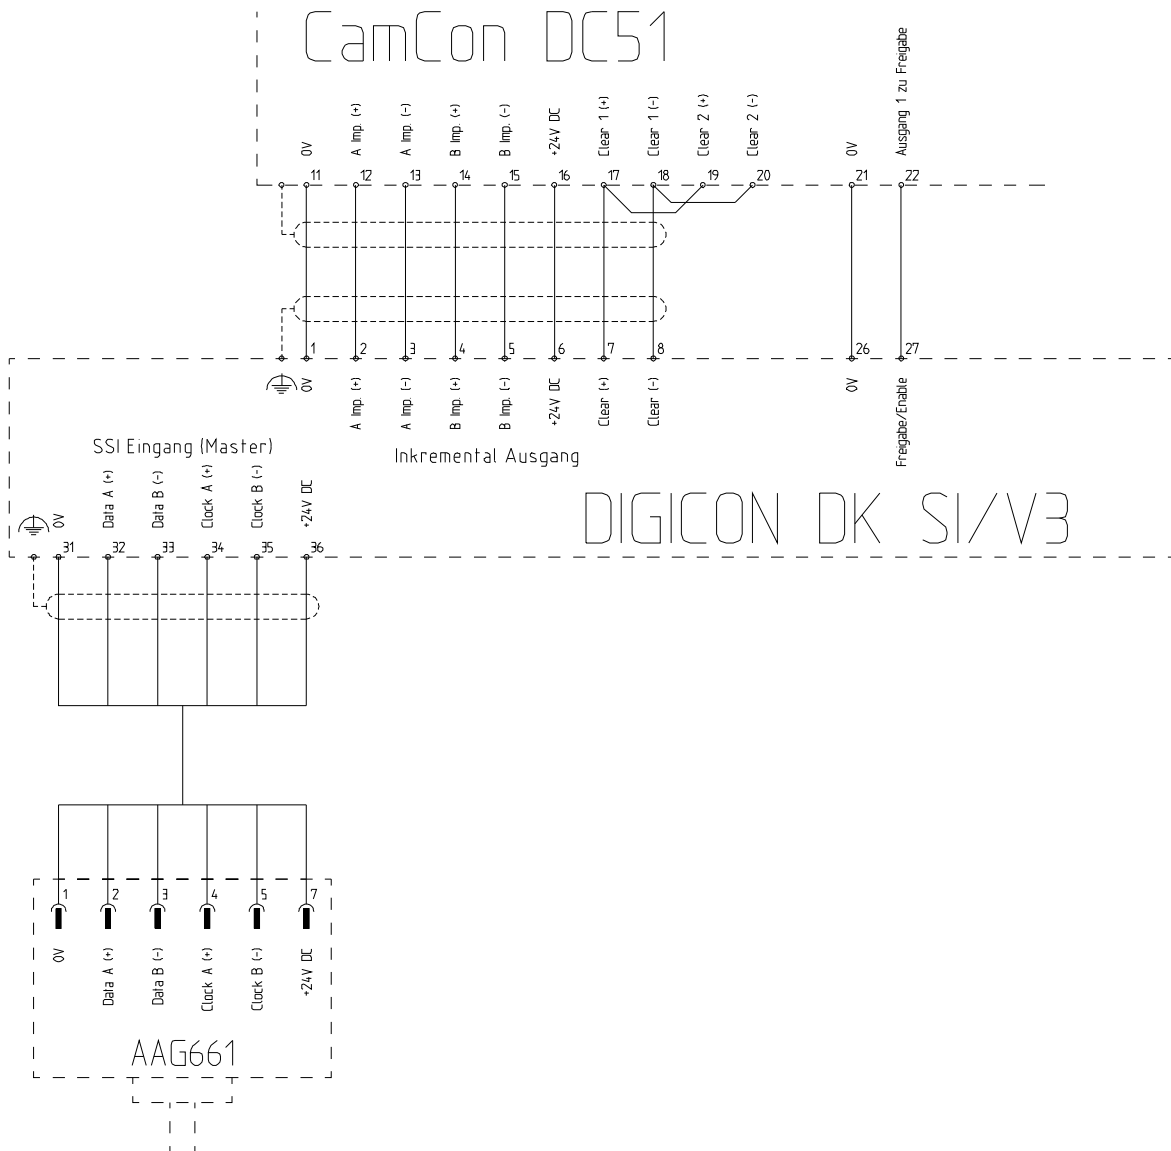 CamCon DC51
0V
A Imp. (+)
A Imp. (-)
B Imp. (+)
B Imp. (-)
+24V DC
Clear 1 (+)
Clear 1 (-)
Clear 2 (+)
Clear 2 (-)
0V
Ausgang 1 zu Freigabe
11 12 13 14 15 16 17 18 19 20 21 22
1 2 3 4 5 6 7 8 26 27
0V
A Imp. (+)
A Imp. (-)
B Imp. (+)
B Imp. (-)
+24V DC
Clear (+)
Clear (-)
0V
Freigabe/Enable
SSI Eingang (Master)
Inkremental Ausgang
DIGICON DK SI/V3
0V
Data A (+)
Data B (-)
Clock A (+)
Clock B (-)
+24V DC
31 32 33 34 35 36
1 2 3 4 5 7
0V
Data A (+)
Data B (-)
Clock A (+)
Clock B (-)
+24V DC
AAG661